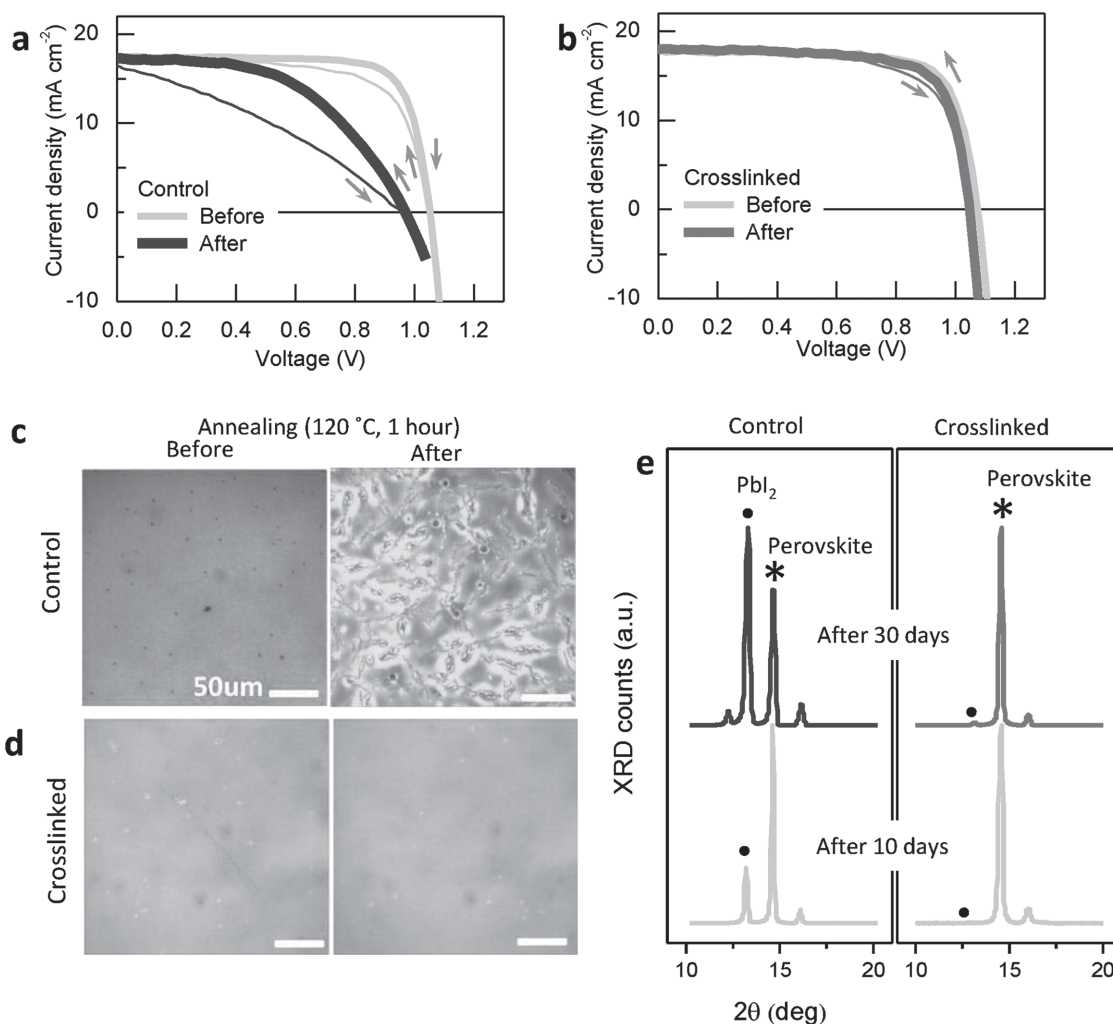 a
Current density (mA cm⁻²)
20
10
0
-10
Control
Before
After
0.0 0.2 0.4 0.6 0.8 1.0 1.2
Voltage (V)
b
Current density (mA cm⁻²)
20
10
0
-10
Crosslinked
Before
After
0.0 0.2 0.4 0.6 0.8 1.0 1.2
Voltage (V)
c
Annealing (120 ˚C, 1 hour)
Before After
Control
50um
d
Crosslinked
e
Control Crosslinked
XRD counts (a.u.)
PbI₂
Perovskite
*
Perovskite
*
After 30 days
After 10 days
10 15 20 10 15 20
2θ (deg)